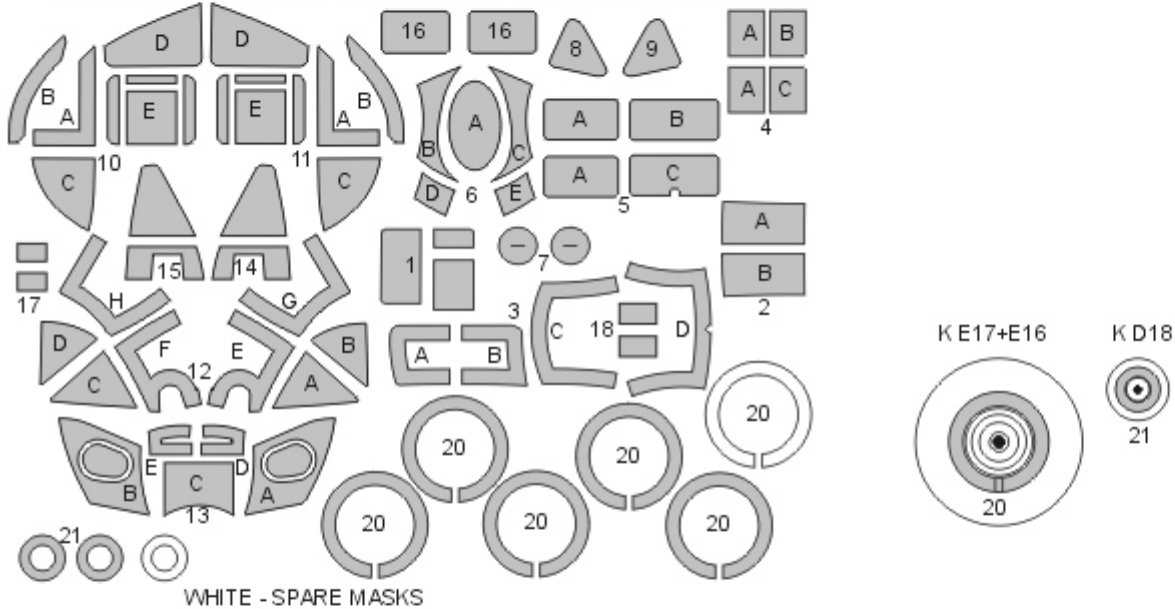 D D 16 16 8 9 A B
B A E E A B A C
10 11 C C
B A C D E 6
A B A C 5 4
15 14 1 7 A B 2
17 H G 3 C 18 D
D C F E 12 B A
A B
E D B C A 13
20 20 20 20 20 20
21
WHITE - SPARE MASKS
K E17+E16
20
K D18
21